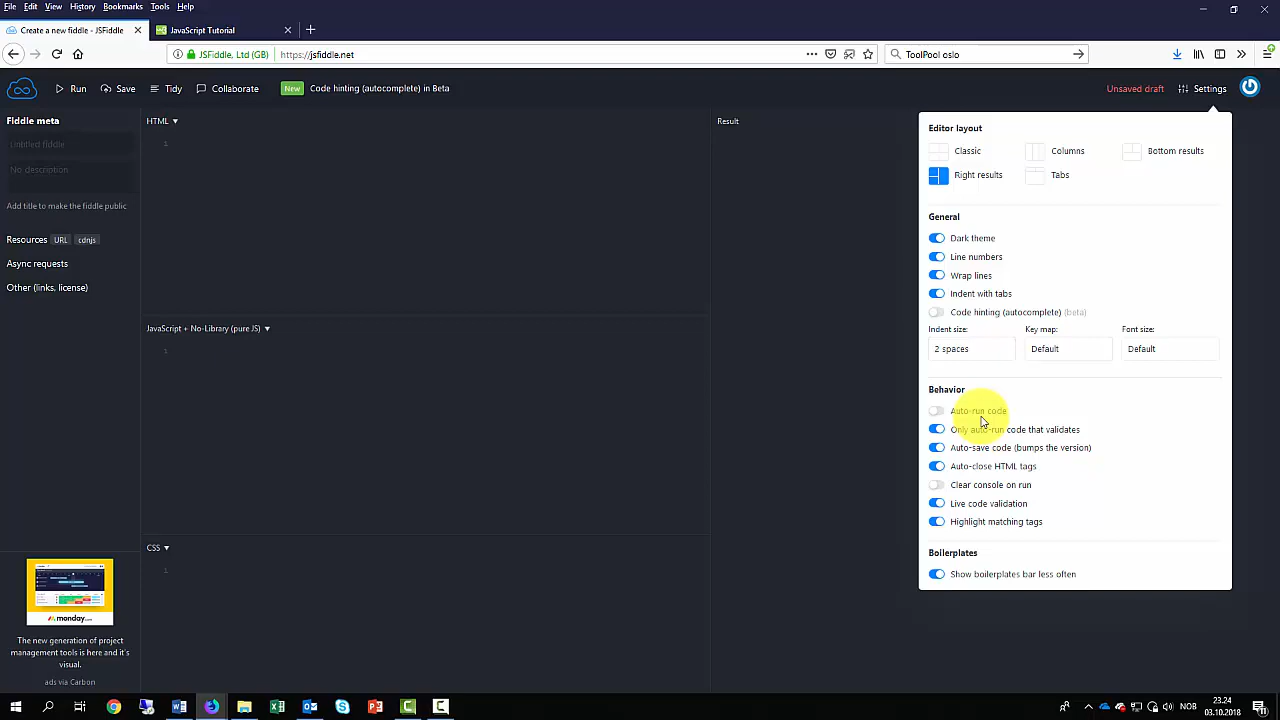 File Edit View History Bookmarks Tools Help
Create a new fiddle - JSFiddle
JavaScript Tutorial
JSFiddle, Ltd (GB) https://jsfiddle.net
ToolPool oslo
Run Save Tidy Collaborate New Code hinting (autocomplete) in Beta
Unsaved draft Settings
Fiddle meta
Untitled fiddle
No description
Add title to make the fiddle public
Resources URL cdnjs
Async requests
Other (links, license)
monday.com
The new generation of project
management tools is here and it's
visual.
ads via Carbon
HTML
1
JavaScript + No-Library (pure JS)
1
CSS
1
Result
Editor layout
Classic Columns Bottom results
Right results Tabs
General
Dark theme
Line numbers
Wrap lines
Indent with tabs
Code hinting (autocomplete) (beta)
Indent size: Key map: Font size:
2 spaces Default Default
Behavior
Auto-run code
Only auto-run code that validates
Auto-save code (bumps the version)
Auto-close HTML tags
Clear console on run
Live code validation
Highlight matching tags
Boilerplates
Show boilerplates bar less often
NOB
23.24
03.10.2018